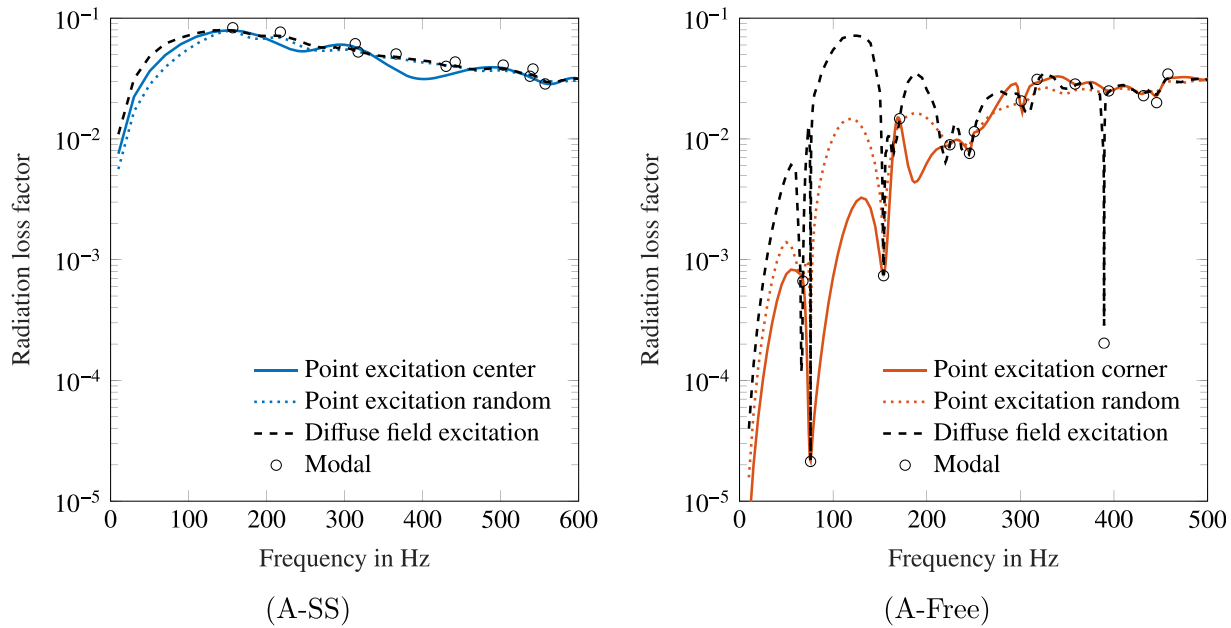 10⁻¹
10⁻²
10⁻³
10⁻⁴
10⁻⁵
Radiation loss factor
Point excitation center
Point excitation random
Diffuse field excitation
Modal
0 100 200 300 400 500 600
Frequency in Hz
(A-SS)
10⁻¹
10⁻²
10⁻³
10⁻⁴
10⁻⁵
Radiation loss factor
Point excitation corner
Point excitation random
Diffuse field excitation
Modal
0 100 200 300 400 500
Frequency in Hz
(A-Free)